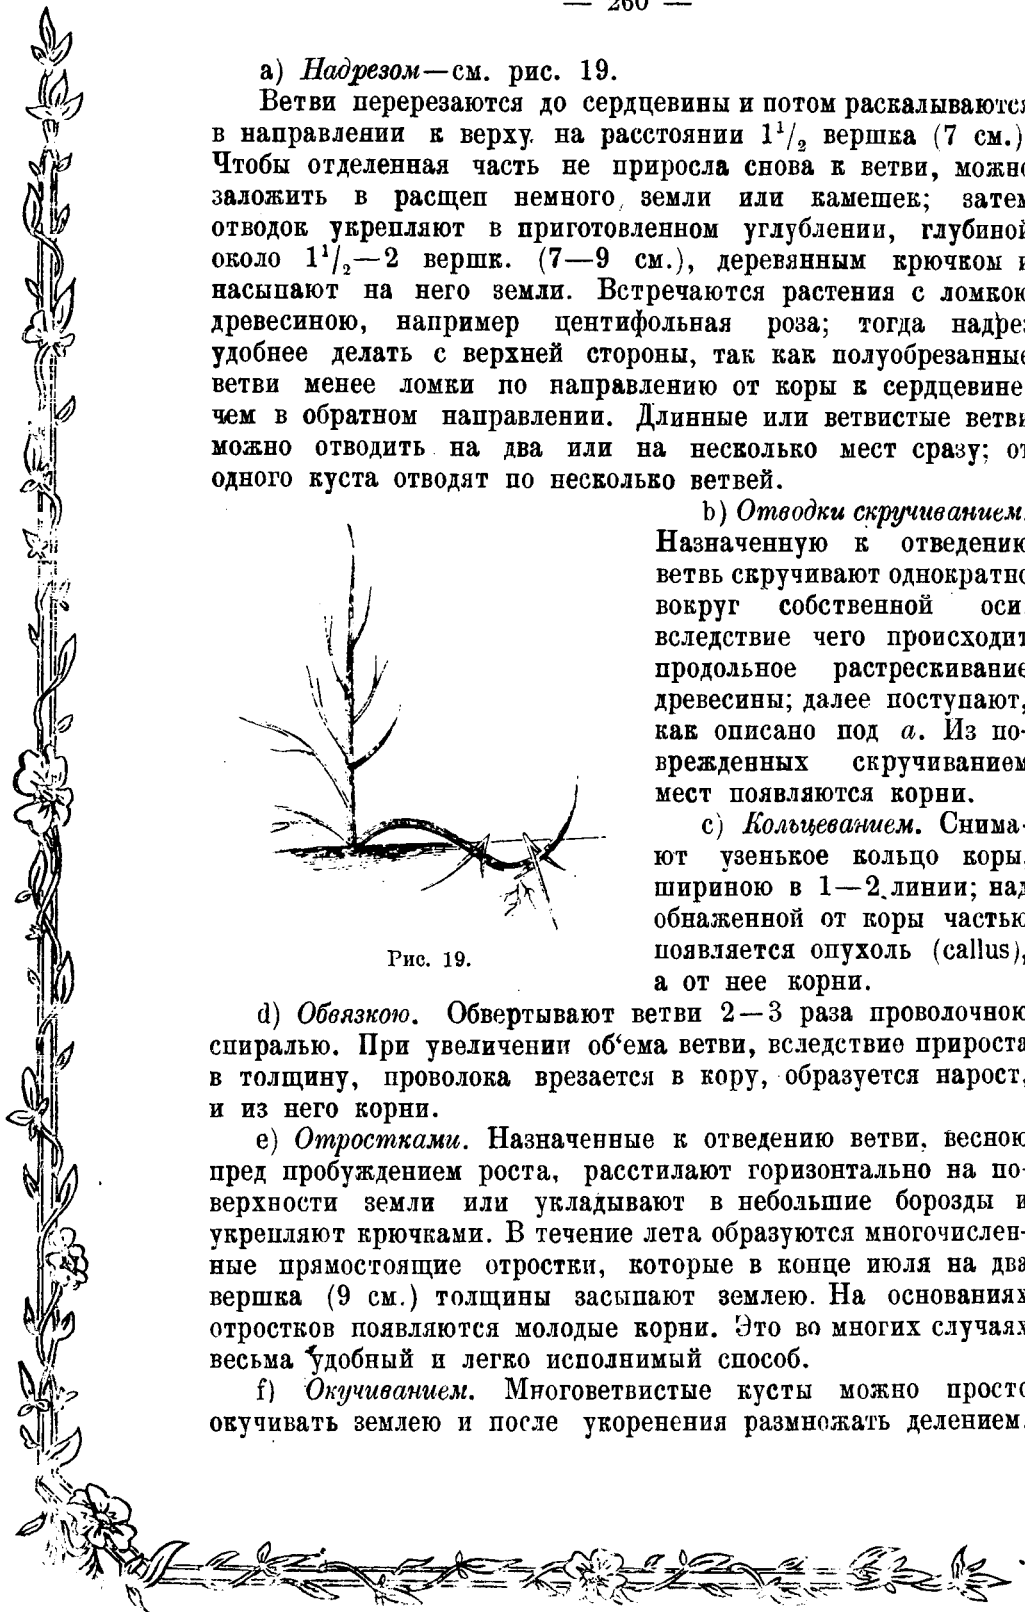 — 260 —
a) Надрезом—см. рис. 19.
Ветви перерезаются до сердцевины и потом раскалываются
в направлении к верху, на расстоянии 1¹/₂ вершка (7 см.)
Чтобы отделенная часть не приросла снова к ветви, можно
заложить в расщеп немного земли или камешек; затем
отводок укрепляют в приготовленном углублении, глубиной
около 1¹/₂—2 вершк. (7—9 см.), деревянным крючком и
насыпают на него земли. Встречаются растения с ломкою
древесиною, например центифольная роза; тогда надрез
удобнее делать с верхней стороны, так как полуобрезанные
ветви менее ломки по направлению от коры к сердцевине
чем в обратном направлении. Длинные или ветвистые ветви
можно отводить на два или на несколько мест сразу; от
одного куста отводят по несколько ветвей.
b) Отводки скручиванием.
Назначенную к отведению
ветвь скручивают однократно
вокруг собственной оси
вследствие чего происходит
продольное растрескивание
древесины; далее поступают,
как описано под а. Из по-
врежденных скручиванием
мест появляются корни.
c) Кольцеванием. Снима-
ют узенькое кольцо коры,
шириною в 1—2 линии; над
обнаженной от коры частью
появляется опухоль (callus),
а от нее корни.
Рис. 19.
d) Обвязкою. Обвертывают ветви 2—3 раза проволочною
спиралью. При увеличении об‘ема ветви, вследствие прироста
в толщину, проволока врезается в кору, образуется нарост,
и из него корни.
e) Отростками. Назначенные к отведению ветви, весною
пред пробуждением роста, расстилают горизонтально на по-
верхности земли или укладывают в небольшие борозды и
укрепляют крючками. В течение лета образуются многочислен-
ные прямостоящие отростки, которые в конце июля на два
вершка (9 см.) толщины засыпают землею. На основаниях
отростков появляются молодые корни. Это во многих случаях
весьма удобный и легко исполнимый способ.
f) Окучиванием. Многоветвистые кусты можно просто
окучивать землею и после укоренения размножать делением.